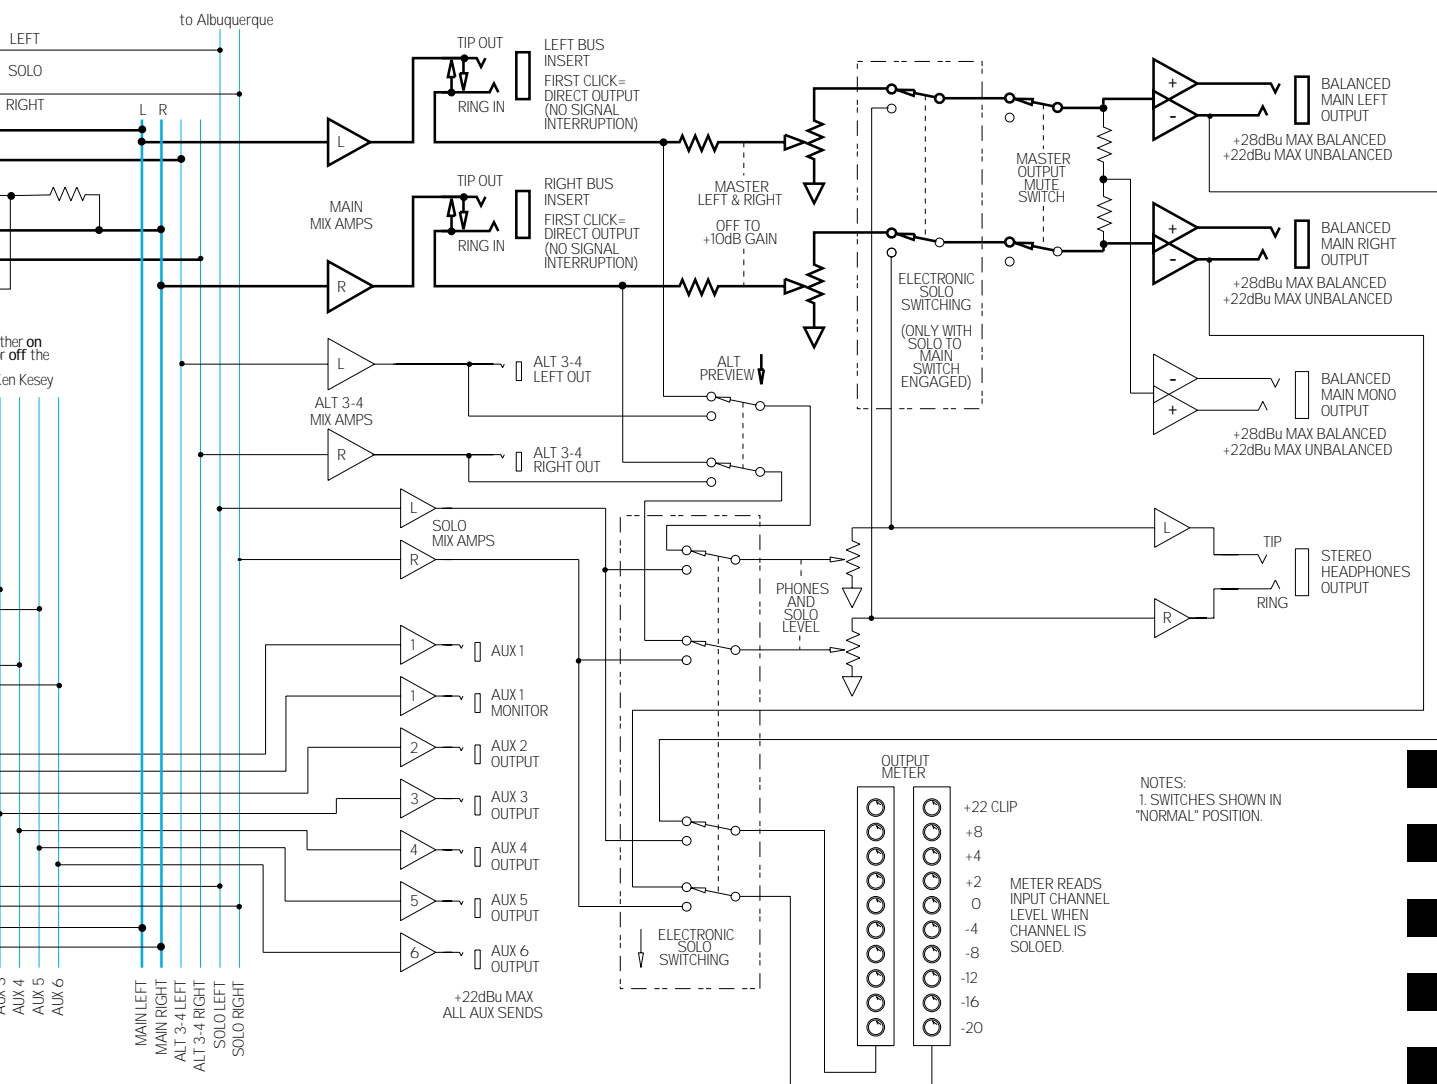 to Albuquerque
LEFT
SOLO
RIGHT
L R
TIP OUT
RING IN
LEFT BUS
INSERT
FIRST CLICK=
DIRECT OUTPUT
(NO SIGNAL
INTERRUPTION)
L
MAIN
MIX AMPS
TIP OUT
RING IN
RIGHT BUS
INSERT
FIRST CLICK=
DIRECT OUTPUT
(NO SIGNAL
INTERRUPTION)
R
MASTER
LEFT & RIGHT
OFF TO
+10dB GAIN
ELECTRONIC
SOLO
SWITCHING
(ONLY WITH
SOLO TO
MAIN
SWITCH
ENGAGED)
MASTER
OUTPUT
MUTE
SWITCH
+
-
BALANCED
MAIN LEFT
OUTPUT
+28dBu MAX BALANCED
+22dBu MAX UNBALANCED
+
-
BALANCED
MAIN RIGHT
OUTPUT
+28dBu MAX BALANCED
+22dBu MAX UNBALANCED
-
+
BALANCED
MAIN MONO
OUTPUT
+28dBu MAX BALANCED
+22dBu MAX UNBALANCED
ther on
r off the
Ken Kesey
L
ALT 3-4
LEFT OUT
ALT 3-4
MIX AMPS
R
ALT 3-4
RIGHT OUT
ALT
PREVIEW
L
SOLO
MIX AMPS
R
PHONES
AND
SOLO
LEVEL
L
TIP
STEREO
HEADPHONES
OUTPUT
RING
R
1
AUX 1
1
AUX 1
MONITOR
2
AUX 2
OUTPUT
3
AUX 3
OUTPUT
4
AUX 4
OUTPUT
5
AUX 5
OUTPUT
6
AUX 6
OUTPUT
+22dBu MAX
ALL AUX SENDS
ELECTRONIC
SOLO
SWITCHING
OUTPUT
METER
+22 CLIP
+8
+4
+2
0
-4
-8
-12
-16
-20
METER READS
INPUT CHANNEL
LEVEL WHEN
CHANNEL IS
SOLOED.
NOTES:
1. SWITCHES SHOWN IN
"NORMAL" POSITION.
AUX 3
AUX 4
AUX 5
AUX 6
MAIN LEFT
MAIN RIGHT
ALT 3-4 LEFT
ALT 3-4 RIGHT
SOLO LEFT
SOLO RIGHT